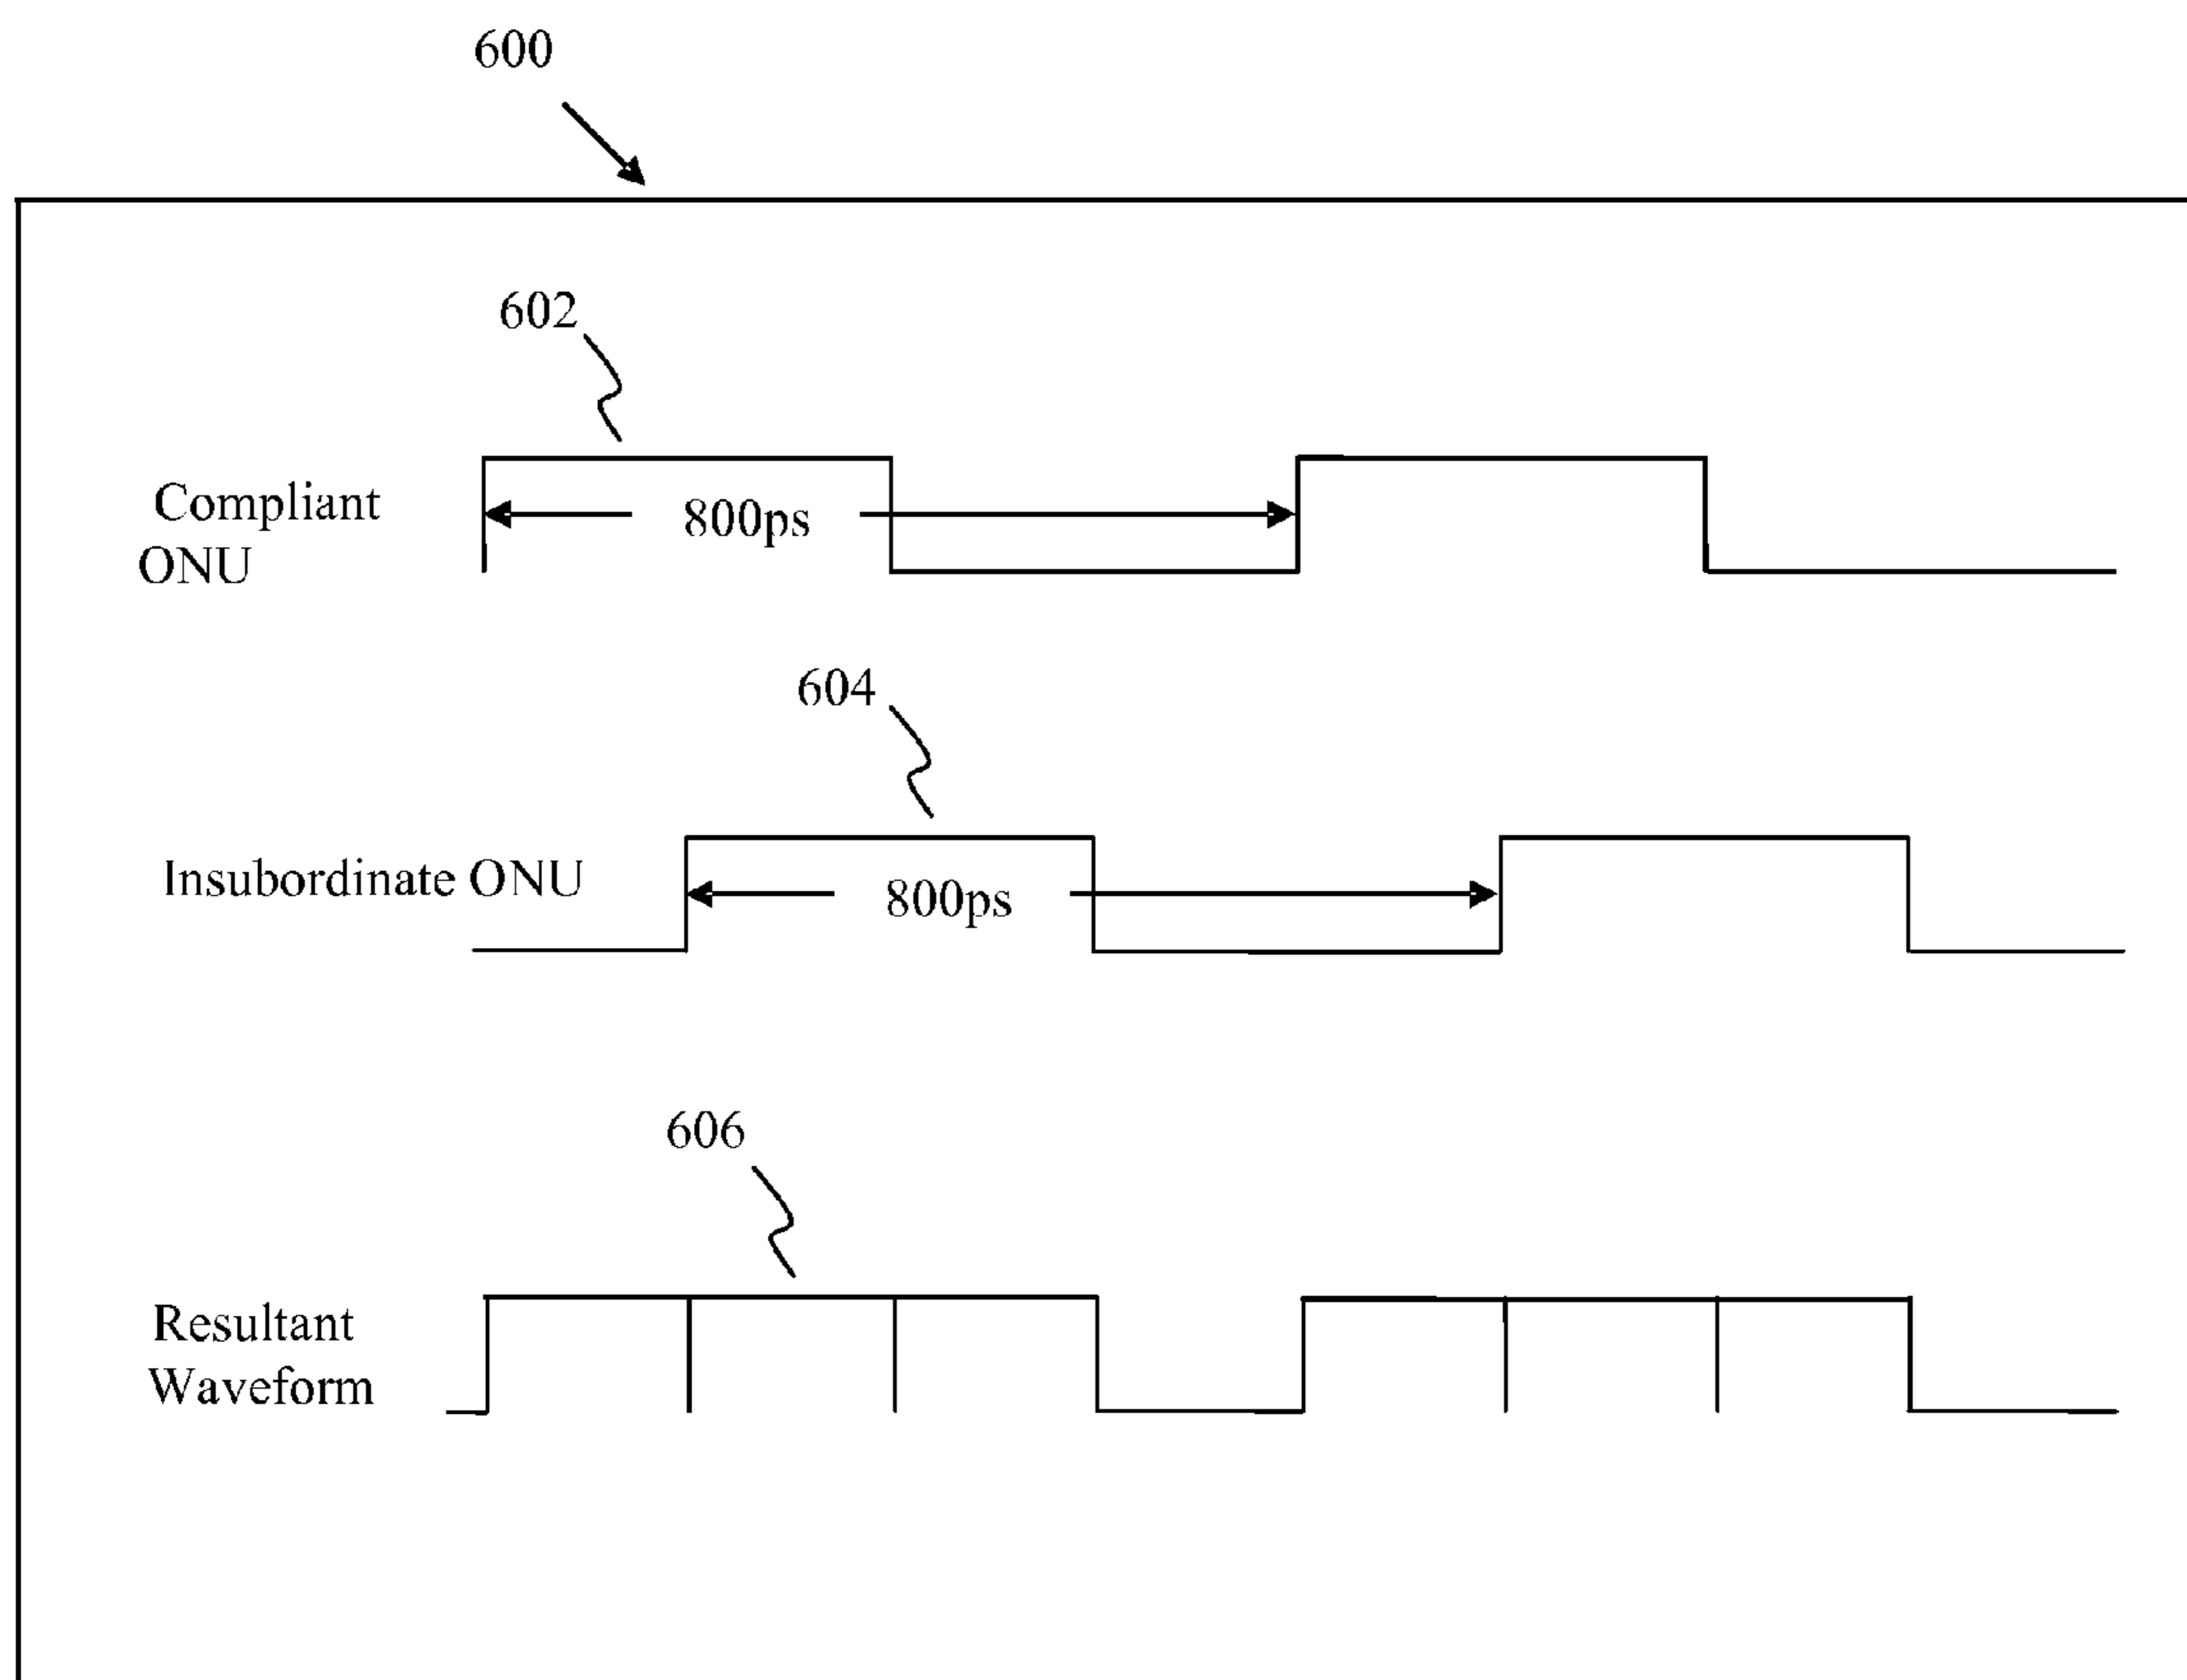 600
602
Compliant
ONU
800ps
604
Insubordinate ONU
800ps
606
Resultant
Waveform